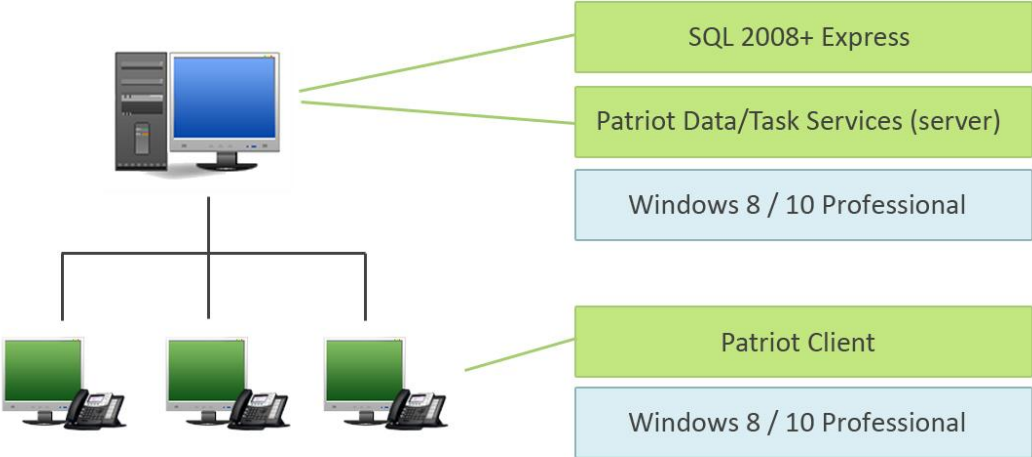 SQL 2008+ Express
Patriot Data/Task Services (server)
Windows 8 / 10 Professional
Patriot Client
Windows 8 / 10 Professional